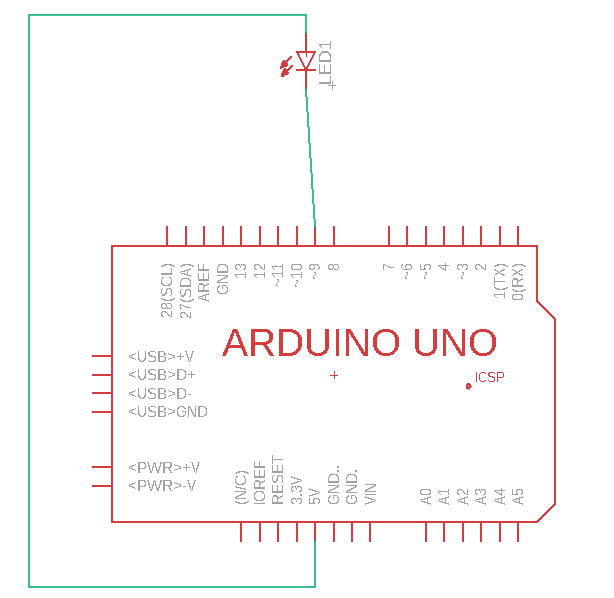 LED1
28(SCL)
27(SDA)
AREF
GND
13
12
~11
~10
~9
8
7
~6
~5
4
~3
2
1(TX)
0(RX)
ARDUINO UNO
<USB>+V
<USB>D+
<USB>D-
<USB>GND
ICSP
<PWR>+V
<PWR>-V
(N/C)
IOREF
RESET
3.3V
5V
GND..
GND.
VIN
A0
A1
A2
A3
A4
A5